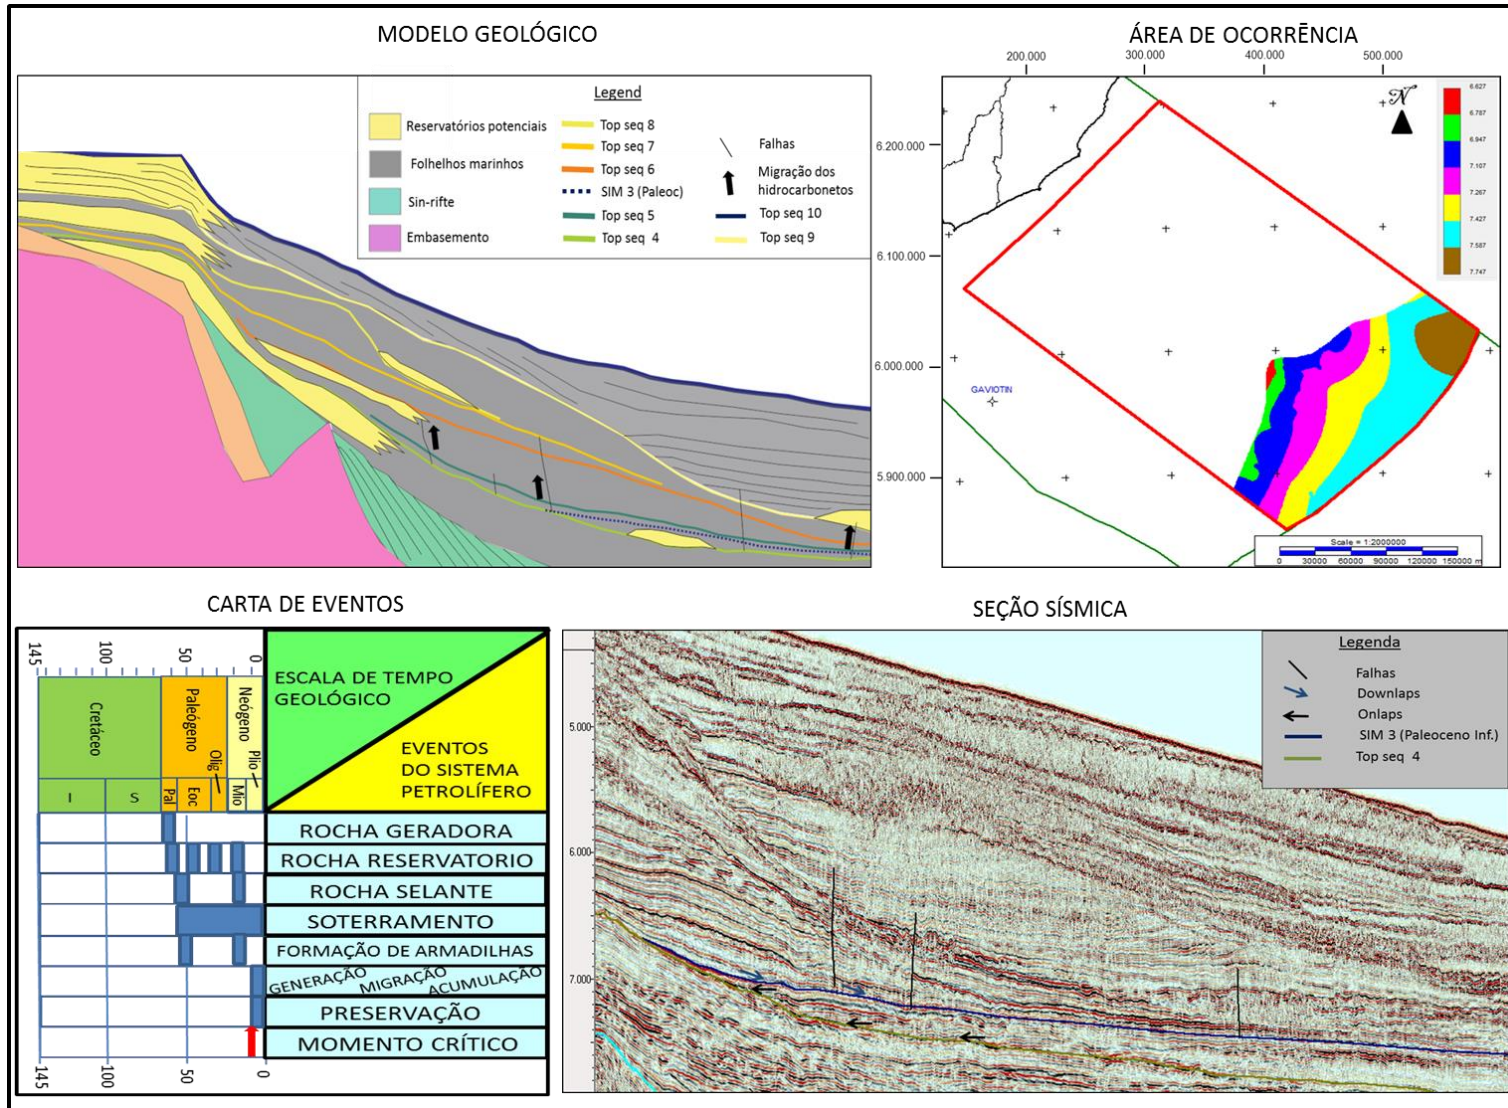 MODELO GEOLÓGICO
Legend
Reservatórios potenciais
Folhelhos marinhos
Sin-rifte
Embasamento
Top seq 8
Top seq 7
Top seq 6
SIM 3 (Paleoc)
Top seq 5
Top seq 4
Falhas
Migração dos
hidrocarbonetos
Top seq 10
Top seq 9
ÁREA DE OCORRÊNCIA
200.000
300.000
400.000
500.000
6.200.000
6.100.000
6.000.000
5.900.000
N
6.627
6.787
6.947
7.107
7.267
7.427
7.587
7.747
GAVIOTIN
Scale = 1:2000000
0 30000 60000 90000 120000 150000 m
CARTA DE EVENTOS
145
100
50
0
Cretáceo
Paleógeno
Neógeno
Olig
Plio
I
S
Pal
Eoc
Mio
ESCALA DE TEMPO
GEOLÓGICO
EVENTOS
DO SISTEMA
PETROLÍFERO
ROCHA GERADORA
ROCHA RESERVATORIO
ROCHA SELANTE
SOTERRAMENTO
FORMAÇÃO DE ARMADILHAS
GENERAÇÃO MIGRAÇÃO ACUMULAÇÃO
PRESERVAÇÃO
MOMENTO CRÍTICO
145
100
50
0
SEÇÃO SÍSMICA
5.000
6.000
7.000
Legenda
Falhas
Downlaps
Onlaps
SIM 3 (Paleoceno Inf.)
Top seq 4